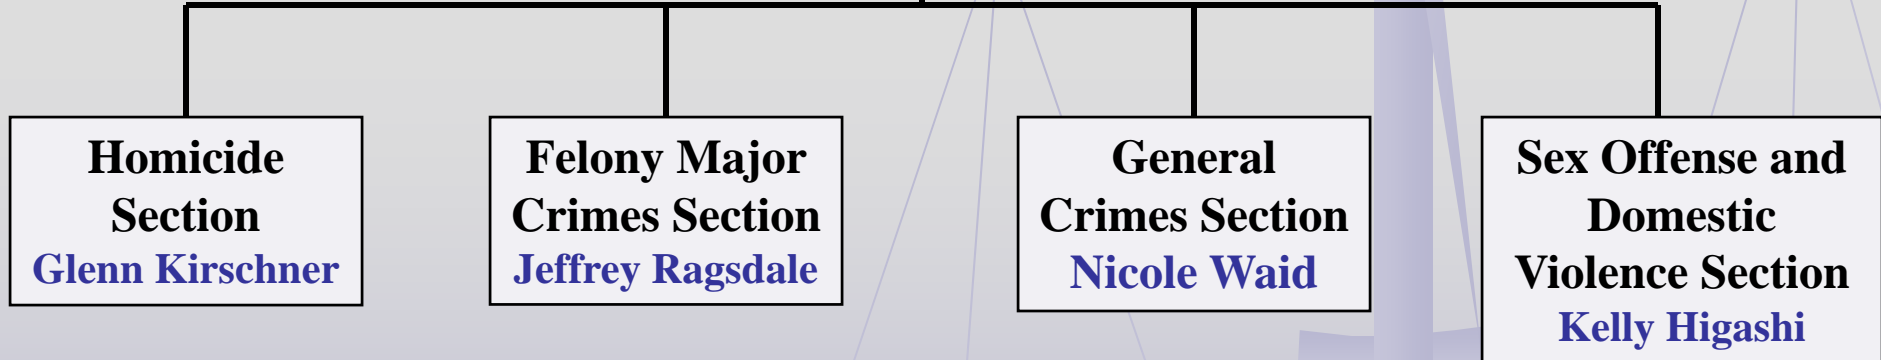 Homicide
Section
Glenn Kirschner
Felony Major
Crimes Section
Jeffrey Ragsdale
General
Crimes Section
Nicole Waid
Sex Offense and
Domestic
Violence Section
Kelly Higashi